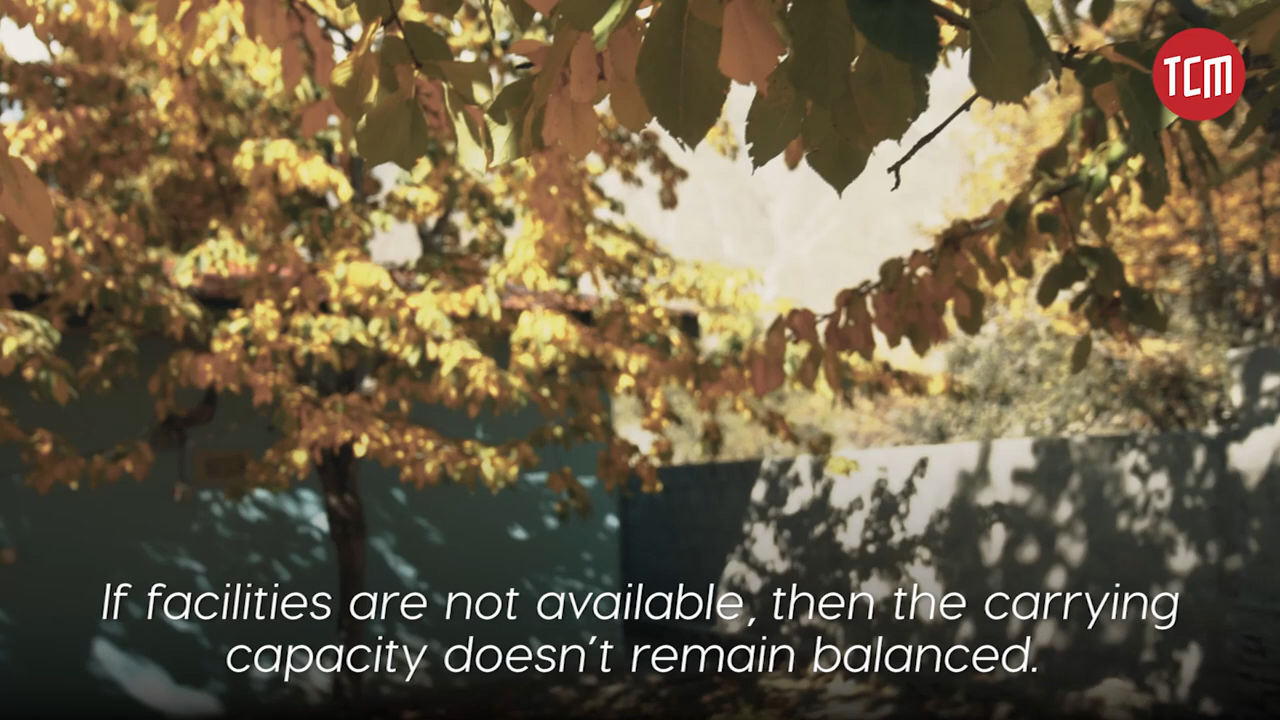 TCM
If facilities are not available, then the carrying
capacity doesn't remain balanced.